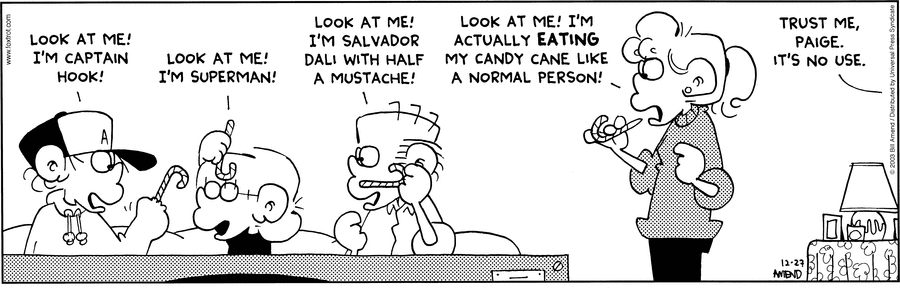 www.foxtrot.com
LOOK AT ME!
I'M CAPTAIN
HOOK!
A
LOOK AT ME!
I'M SUPERMAN!
LOOK AT ME!
I'M SALVADOR
DALI WITH HALF
A MUSTACHE!
LOOK AT ME! I'M
ACTUALLY EATING
MY CANDY CANE LIKE
A NORMAL PERSON!
TRUST ME,
PAIGE.
IT'S NO USE.
© 2003 Bill Amend / Distributed by Universal Press Syndicate
12-27
AMEND